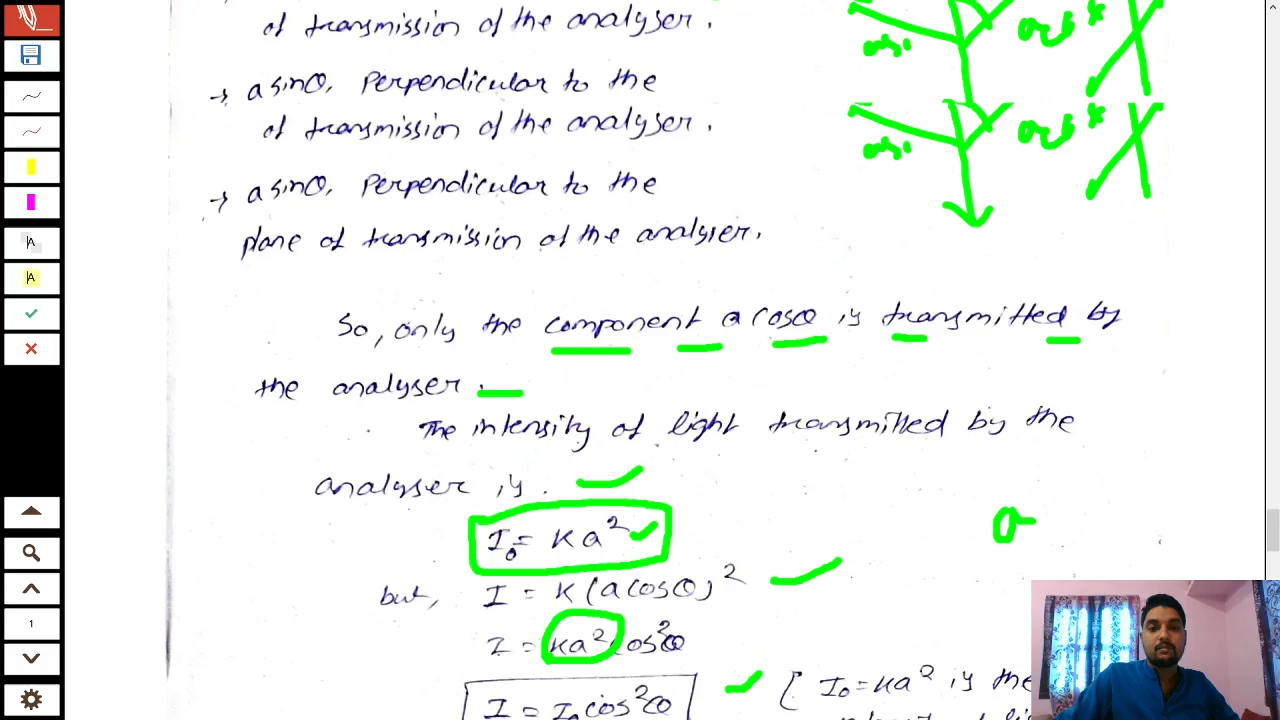 of transmission of the analyser.
→ a sinθ, Perpendicular to the
of transmission of the analyser.
→ a sinθ, Perpendicular to the
plane of transmission of the analyser.
So, only the component a cosθ is transmitted by
the analyser.
The intensity of light transmitted by the
analyser is.
I₀ = Ka²
but, I = K(a cosθ)²
I = Ka² cos²θ
I = I₀ cos²θ [ I₀ = Ka² is the
a
A
A
1